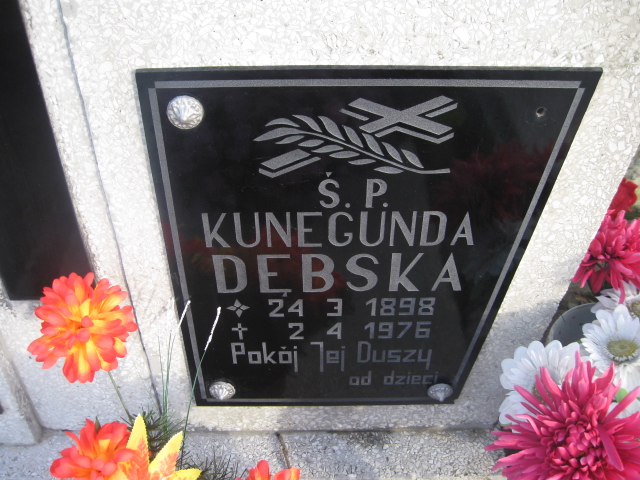 Ś. P.
KUNEGUNDA
DĘBSKA
24 3 1898
† 2 4 1976
Pokój Jej Duszy
od dzieci